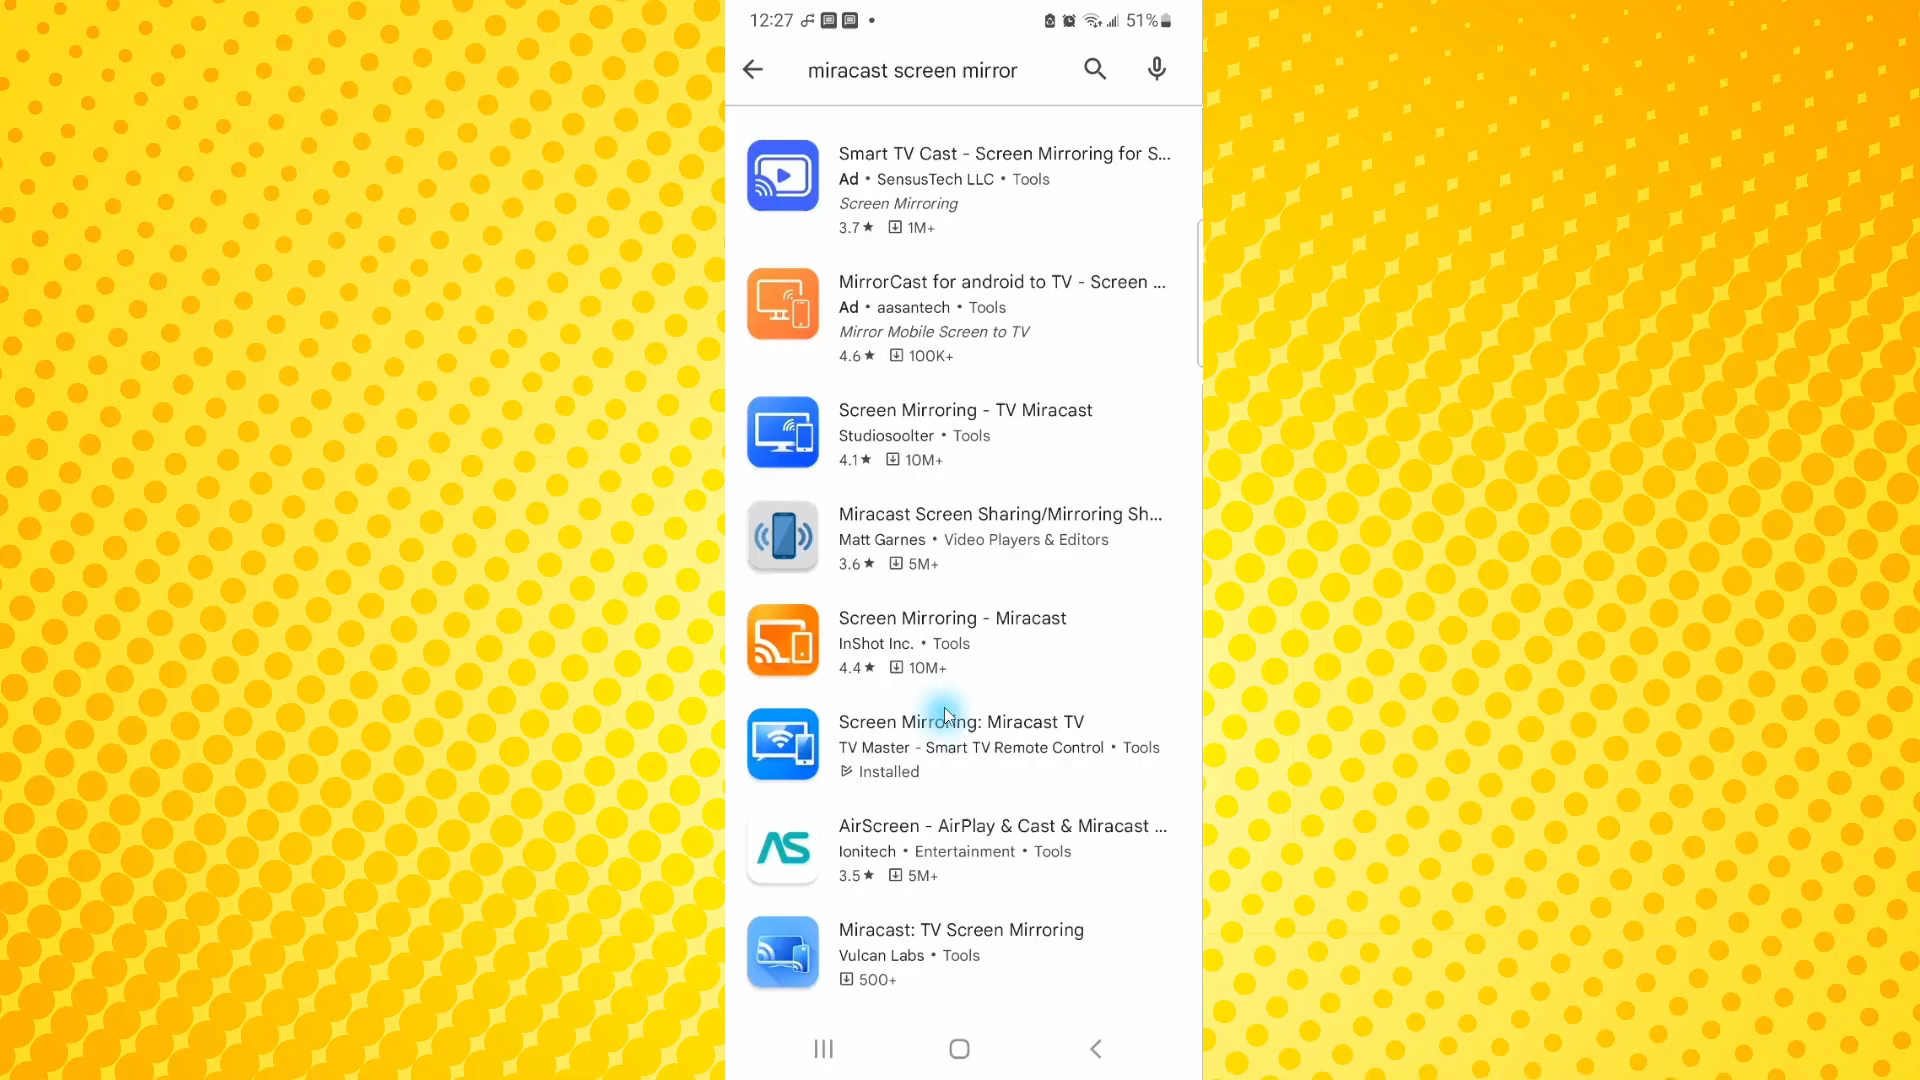 12:27 51%
miracast screen mirror
Smart TV Cast - Screen Mirroring for S...
Ad • SensusTech LLC • Tools
Screen Mirroring
3.7★ 1M+
MirrorCast for android to TV - Screen ...
Ad • aasantech • Tools
Mirror Mobile Screen to TV
4.6★ 100K+
Screen Mirroring - TV Miracast
Studiosoolter • Tools
4.1★ 10M+
Miracast Screen Sharing/Mirroring Sh...
Matt Garnes • Video Players & Editors
3.6★ 5M+
Screen Mirroring - Miracast
InShot Inc. • Tools
4.4★ 10M+
Screen Mirroring: Miracast TV
TV Master - Smart TV Remote Control • Tools
Installed
AS
AirScreen - AirPlay & Cast & Miracast ...
Ionitech • Entertainment • Tools
3.5★ 5M+
Miracast: TV Screen Mirroring
Vulcan Labs • Tools
500+